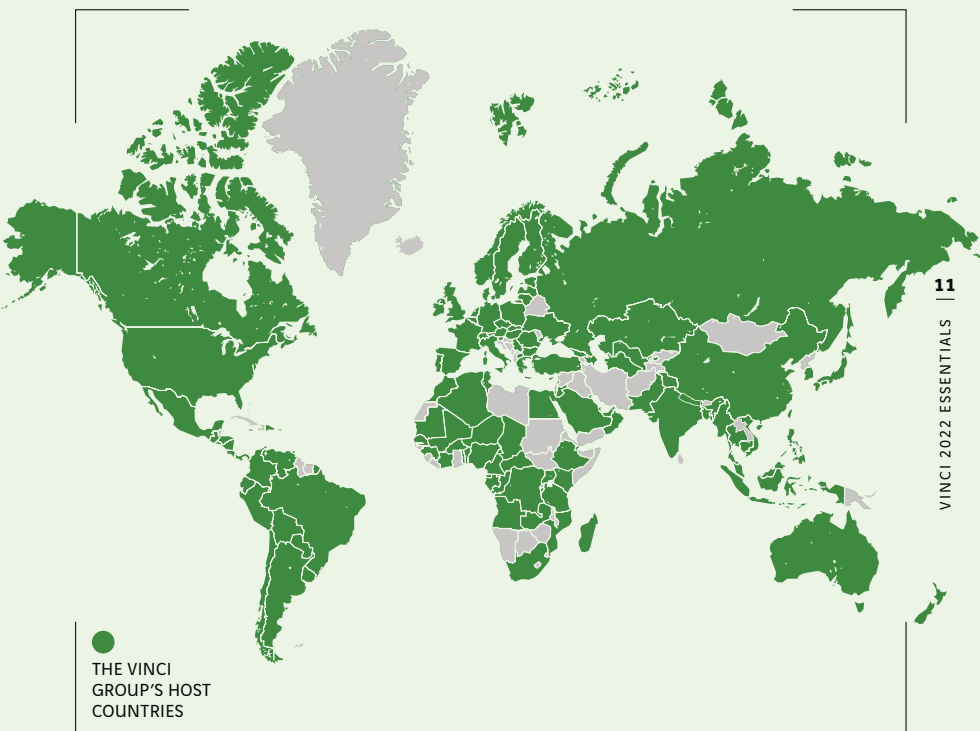 11
VINCI 2022 ESSENTIALS
THE VINCI
GROUP'S HOST
COUNTRIES